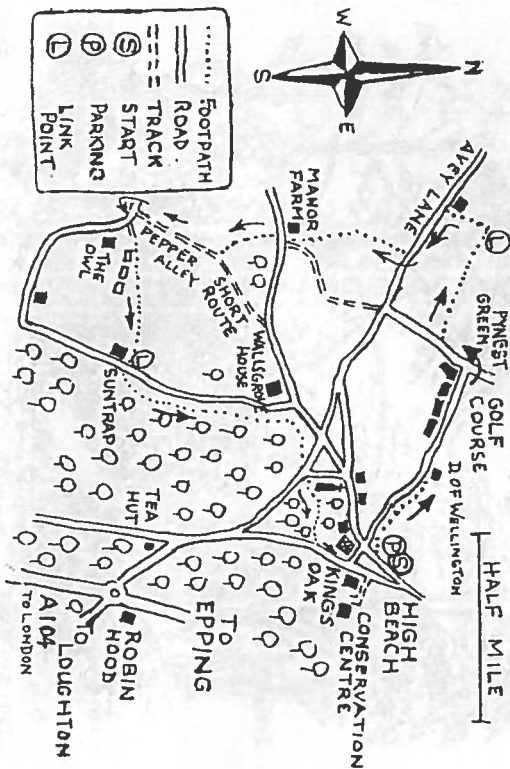 N
S
W
E
FOOTPATH
ROAD.
TRACK
Ⓢ START
Ⓟ PARKING
Ⓛ LINK
POINT
HALF MILE
AVEY LANE
L
PYNEST
GREEN
GOLF
COURSE
D OF WELLINGTON
MANOR
FARM
PEPPER
ALLEY
SHORT
ROUTE
WALLSGROVE
HOUSE
THE OWL
L
SUNTRAP
TEA
HUT
P S
HIGH
BEACH
CONSERVATION
CENTRE
KING'S
OAK
TO
EPPING
ROBIN
HOOD
TO
LOUGHTON
A104
TO LONDON